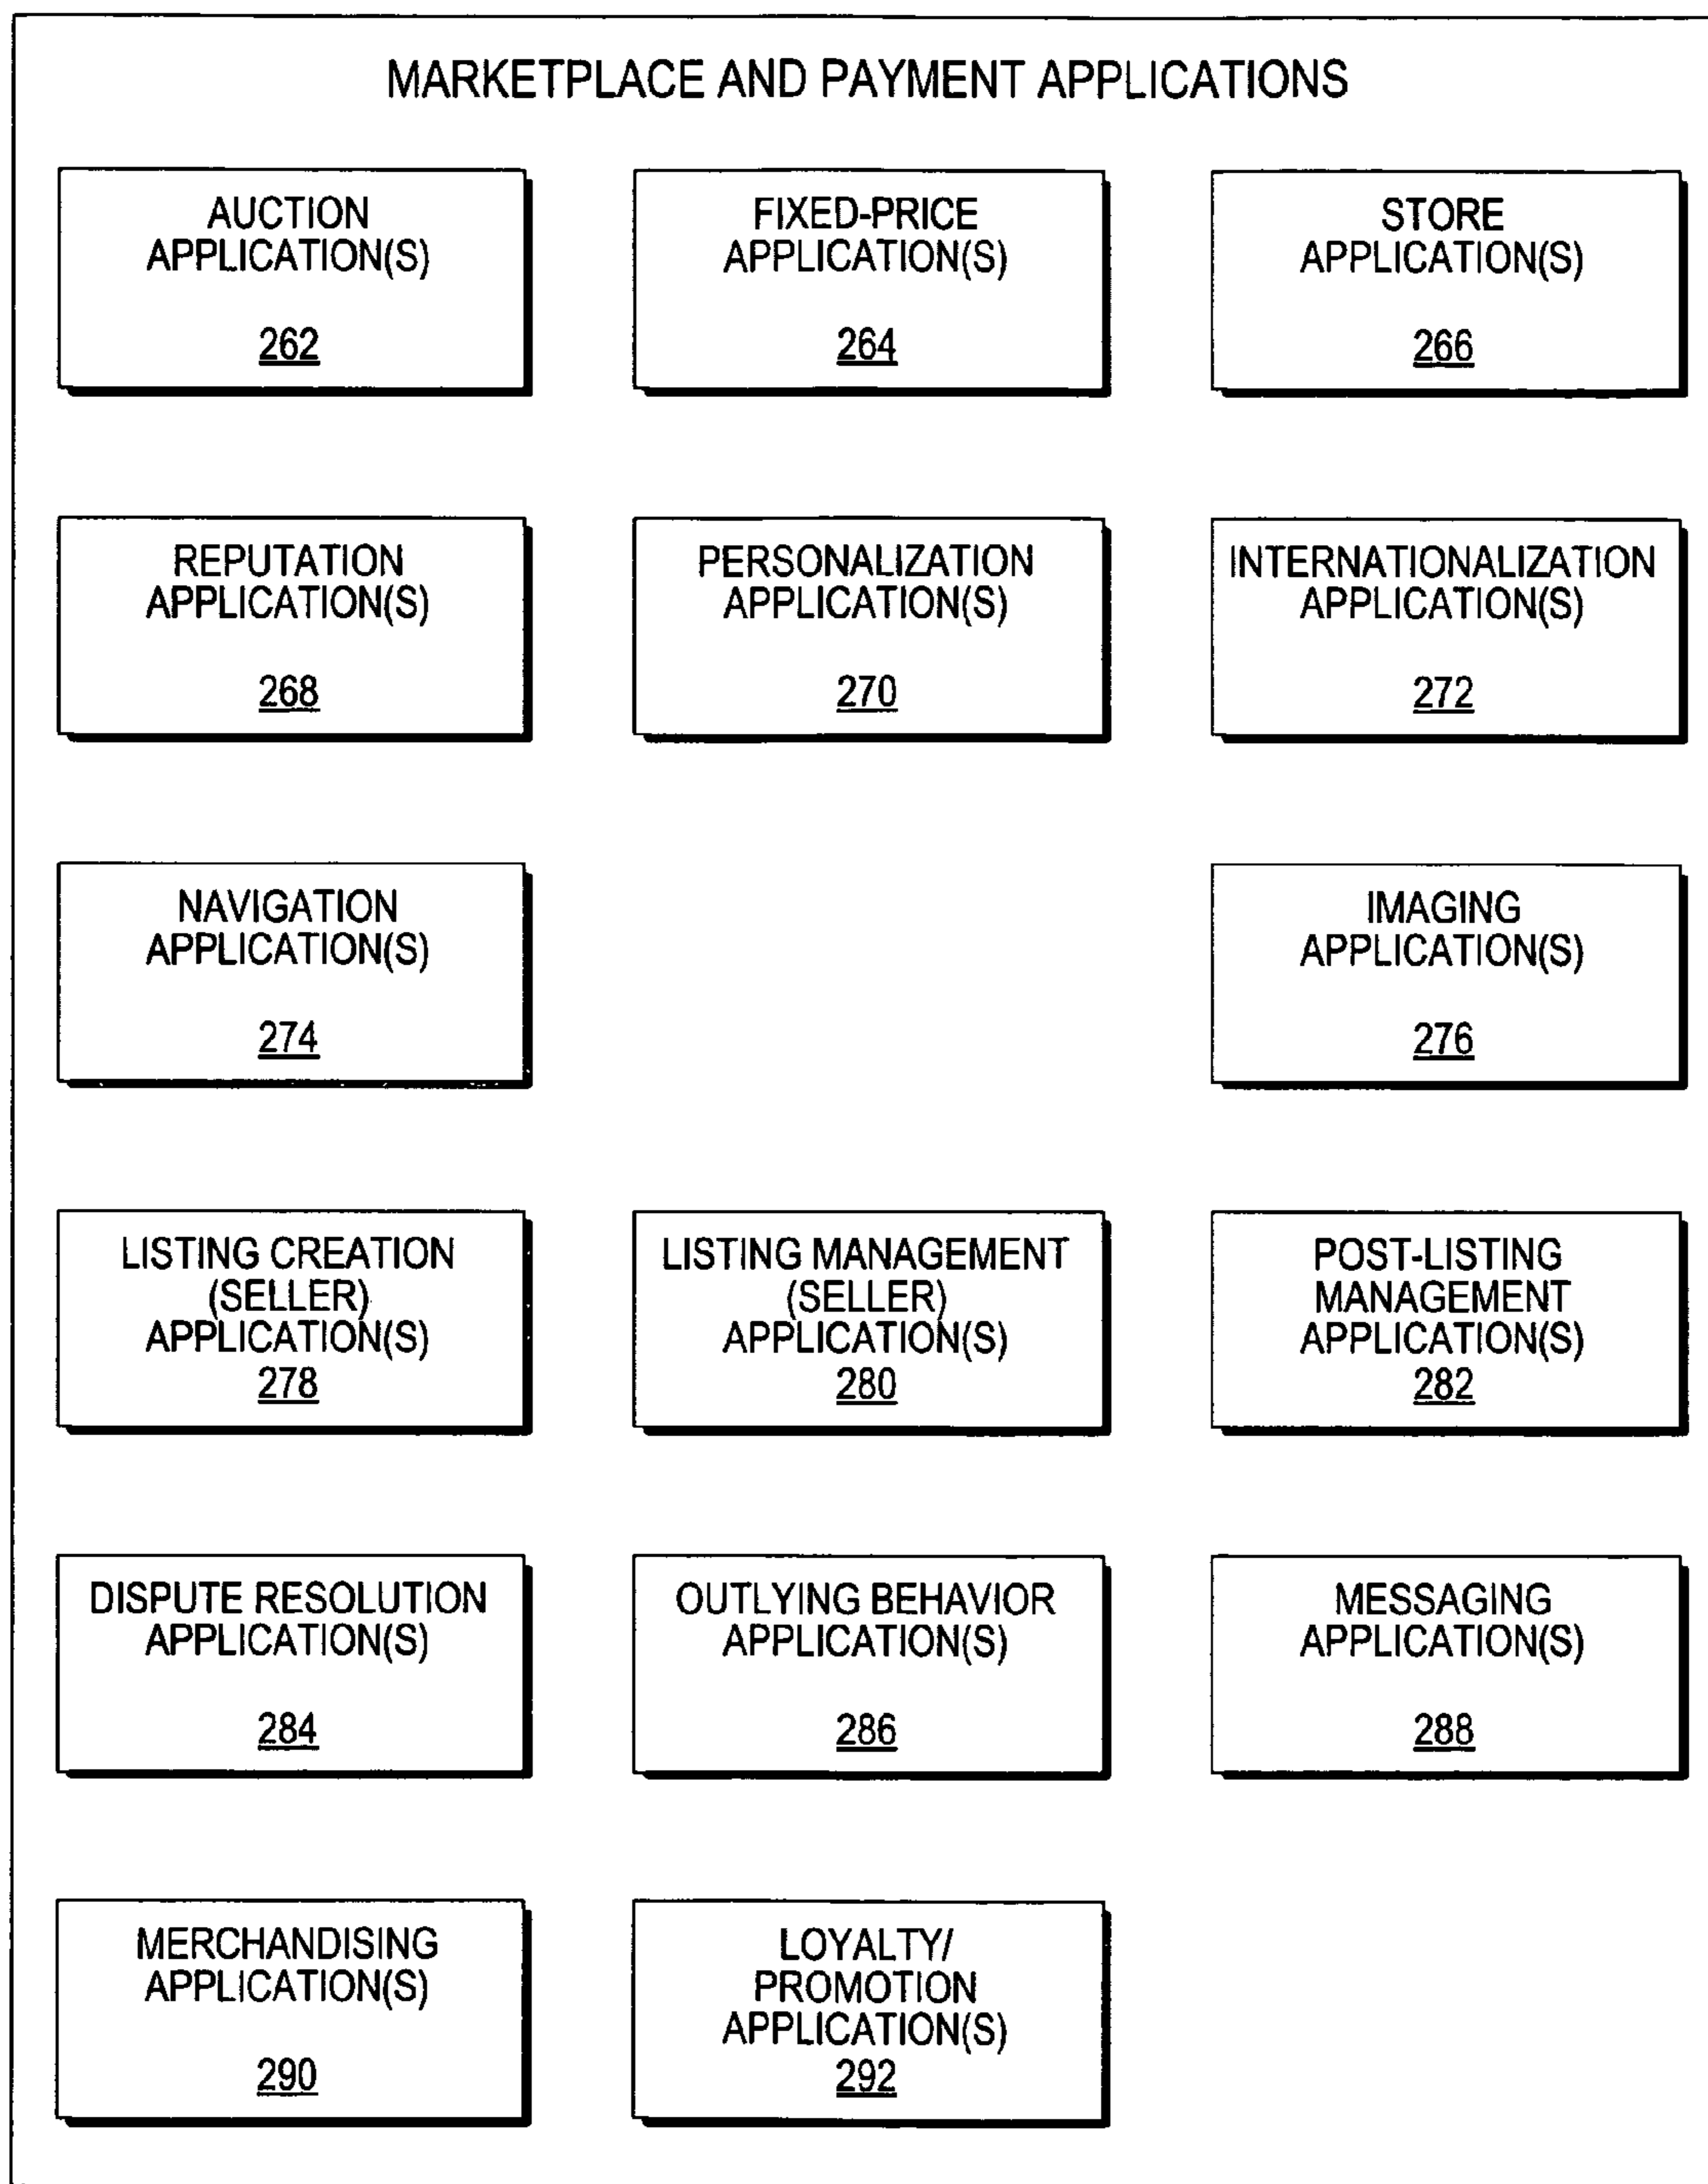 MARKETPLACE AND PAYMENT APPLICATIONS
AUCTION
APPLICATION(S)
262
FIXED-PRICE
APPLICATION(S)
264
STORE
APPLICATION(S)
266
REPUTATION
APPLICATION(S)
268
PERSONALIZATION
APPLICATION(S)
270
INTERNATIONALIZATION
APPLICATION(S)
272
NAVIGATION
APPLICATION(S)
274
IMAGING
APPLICATION(S)
276
LISTING CREATION
(SELLER)
APPLICATION(S)
278
LISTING MANAGEMENT
(SELLER)
APPLICATION(S)
280
POST-LISTING
MANAGEMENT
APPLICATION(S)
282
DISPUTE RESOLUTION
APPLICATION(S)
284
OUTLYING BEHAVIOR
APPLICATION(S)
286
MESSAGING
APPLICATION(S)
288
MERCHANDISING
APPLICATION(S)
290
LOYALTY/
PROMOTION
APPLICATION(S)
292